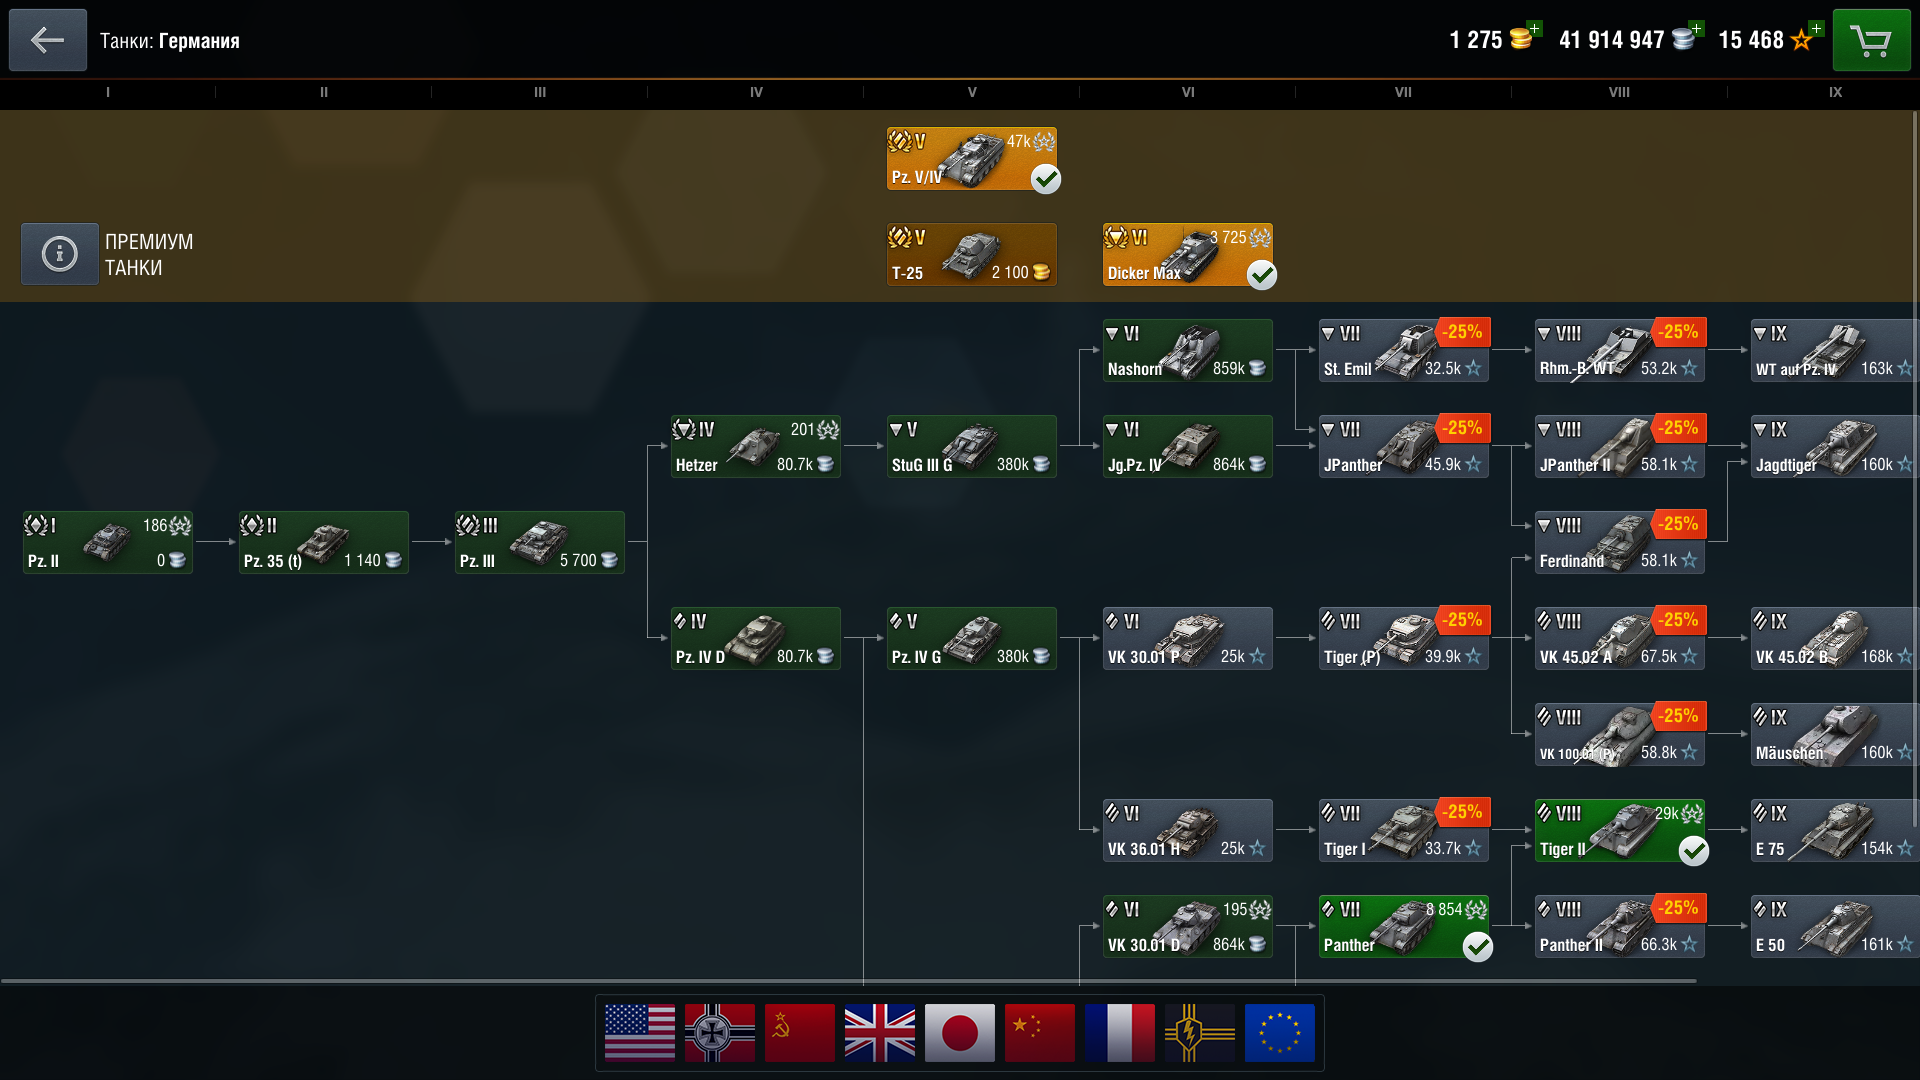 Танки: Германия
1 275
41 914 947
15 468
I II III IV V VI VII VIII IX
V 47k
Pz. V/IV
ПРЕМИУМ
ТАНКИ
V
T-25 2 100
VI 3 725
Dicker Max
VI
Nashorn 859k
VII -25%
St. Emil 32.5k
VIII -25%
Rhm.-B. WT 53.2k
IX
WT auf Pz. IV 163k
IV 201
Hetzer 80.7k
V
StuG III G 380k
VI
Jg.Pz. IV 864k
VII -25%
JPanther 45.9k
VIII -25%
JPanther II 58.1k
IX
Jagdtiger 160k
I 186
Pz. II 0
II
Pz. 35 (t) 1 140
III
Pz. III 5 700
VIII -25%
Ferdinand 58.1k
IV
Pz. IV D 80.7k
V
Pz. IV G 380k
VI
VK 30.01 P 25k
VII -25%
Tiger (P) 39.9k
VIII -25%
VK 45.02 A 67.5k
IX
VK 45.02 B 168k
VIII -25%
VK 100.01 (P) 58.8k
IX
Mäuschen 160k
VI
VK 36.01 H 25k
VII -25%
Tiger I 33.7k
VIII 29k
Tiger II
IX
E 75 154k
VI 195
VK 30.01 D 864k
VII 8 854
Panther
VIII -25%
Panther II 66.3k
IX
E 50 161k